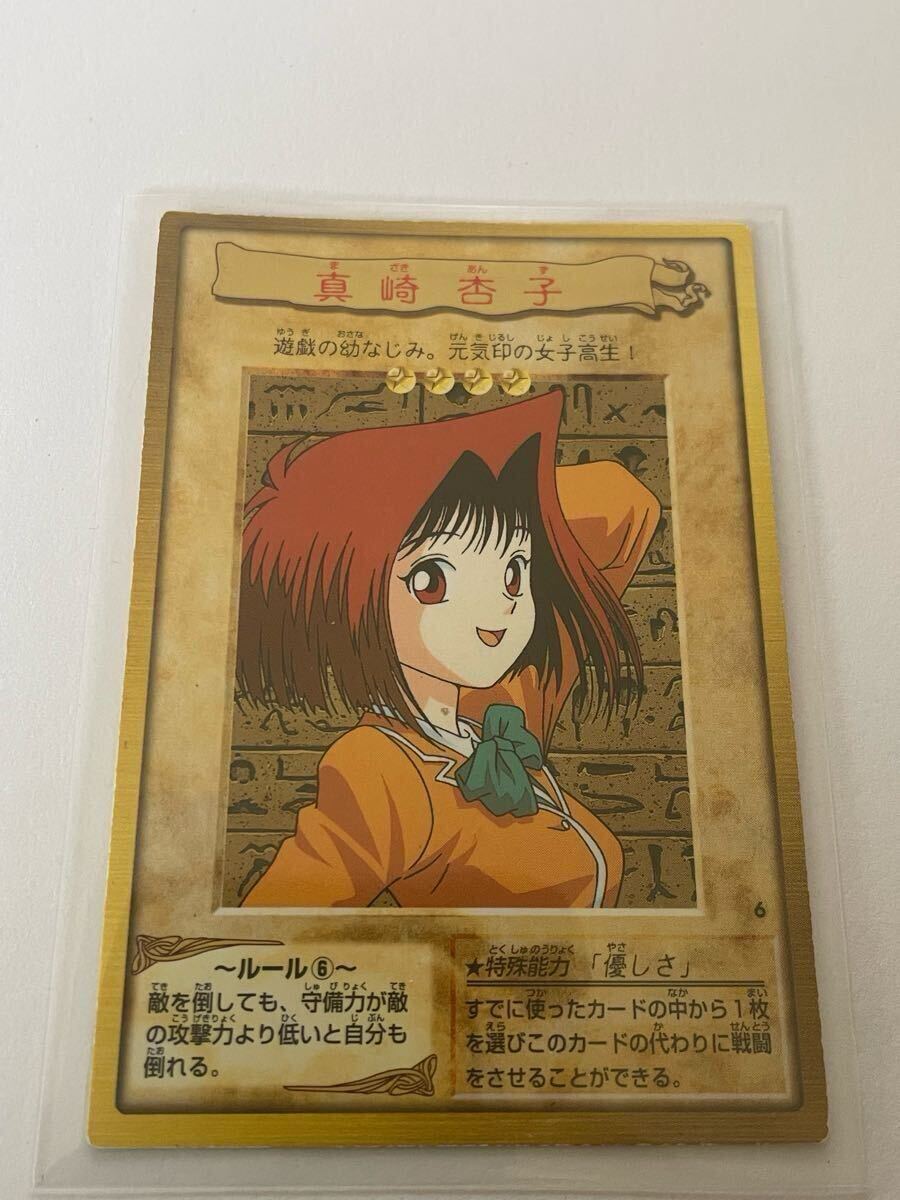 真崎杏子
遊戯の幼なじみ。元気印の女子高生！
6
～ルール⑥～
敵を倒しても、守備力が敵
の攻撃力より低いと自分も
倒れる。
★特殊能力「優しさ」
すでに使ったカードの中から1枚
を選びこのカードの代わりに戦闘
をさせることができる。